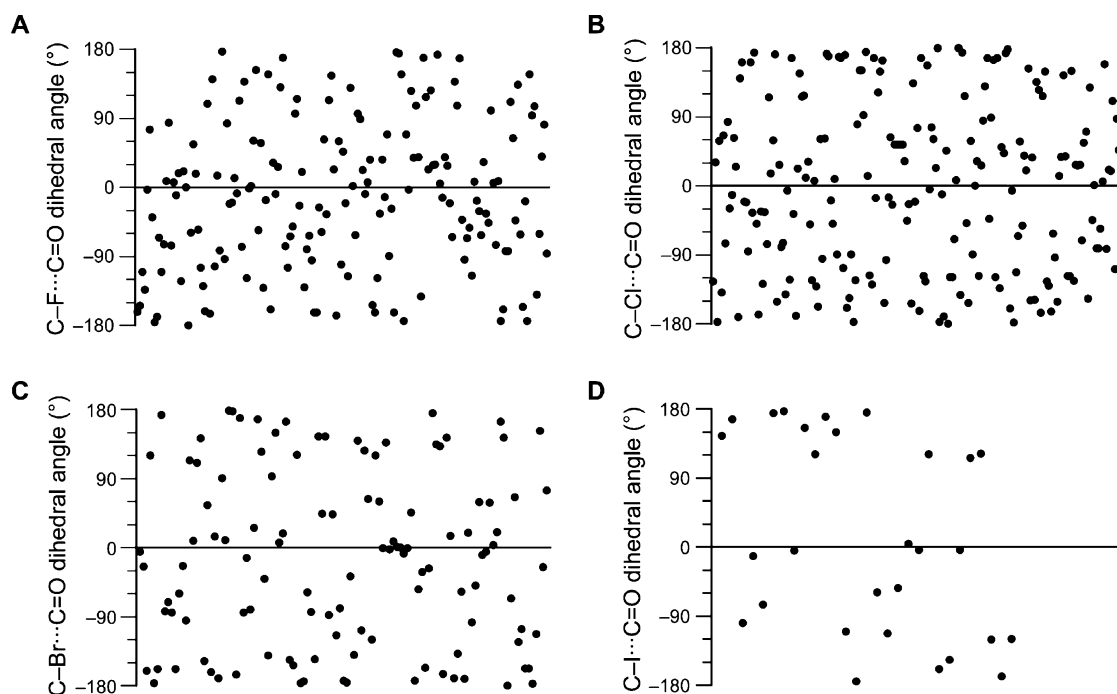 A
C–F···C=O dihedral angle (°)
180
90
0
–90
–180
B
C–Cl···C=O dihedral angle (°)
180
90
0
–90
–180
C
C–Br···C=O dihedral angle (°)
180
90
0
–90
–180
D
C–I···C=O dihedral angle (°)
180
90
0
–90
–180